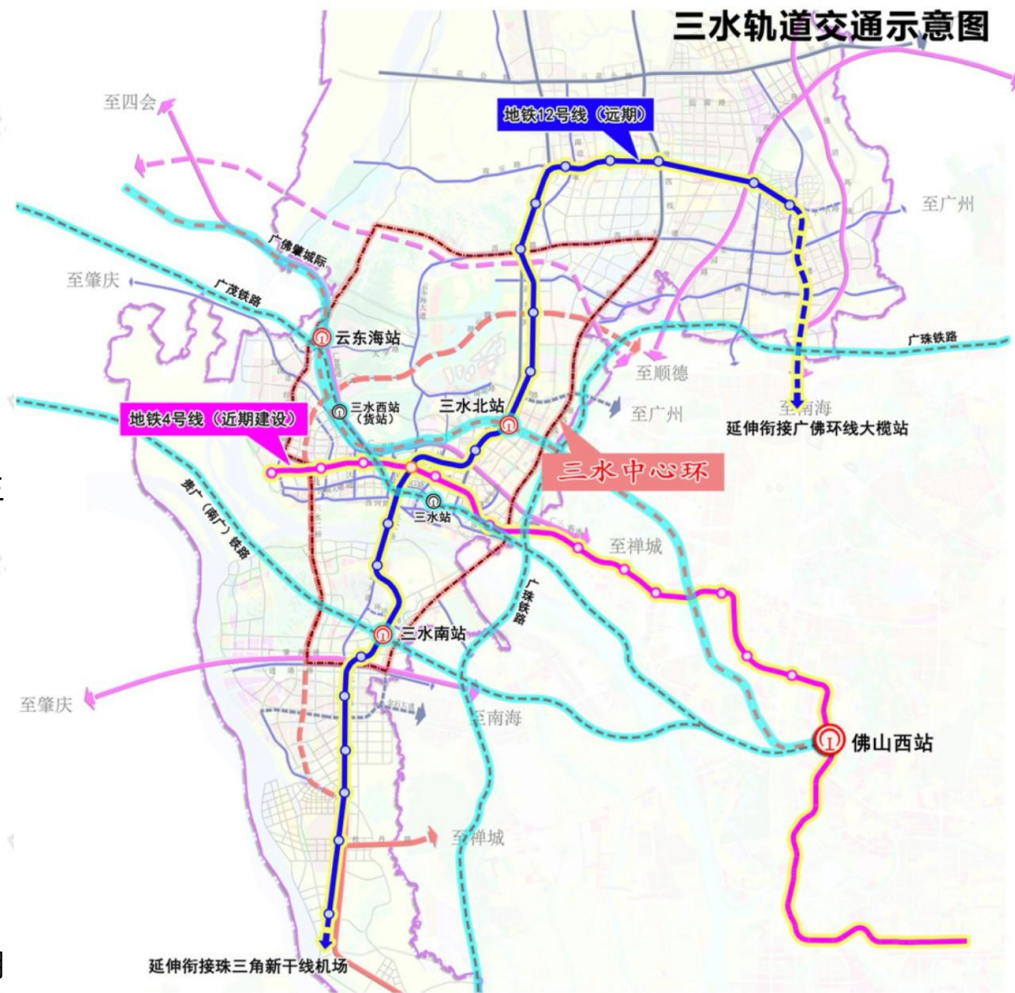 三水轨道交通示意图
至四会
地铁12号线（远期）
至广州
广佛肇城际
至肇庆
广茂铁路
云东海站
广珠铁路
至顺德
三水西站
（货站）
三水北站
至广州
至南海
延伸衔接广佛环线大榄站
地铁4号线（近期建设）
三水中心环
三水站
贵广（南广）铁路
至禅城
广珠铁路
三水南站
至肇庆
至南海
佛山西站
至禅城
延伸衔接珠三角新干线机场